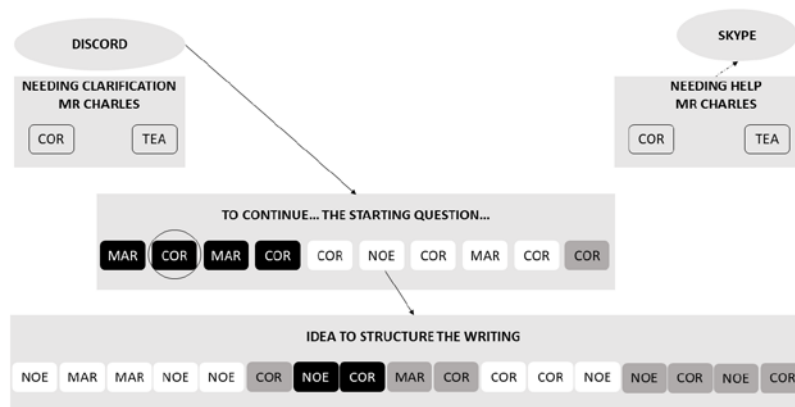 DISCORD
SKYPE
NEEDING CLARIFICATION
MR CHARLES
COR TEA
NEEDING HELP
MR CHARLES
COR TEA
TO CONTINUE... THE STARTING QUESTION...
MAR COR MAR COR COR NOE COR MAR COR COR
IDEA TO STRUCTURE THE WRITING
NOE MAR MAR NOE NOE COR NOE COR MAR COR COR COR NOE NOE COR NOE COR